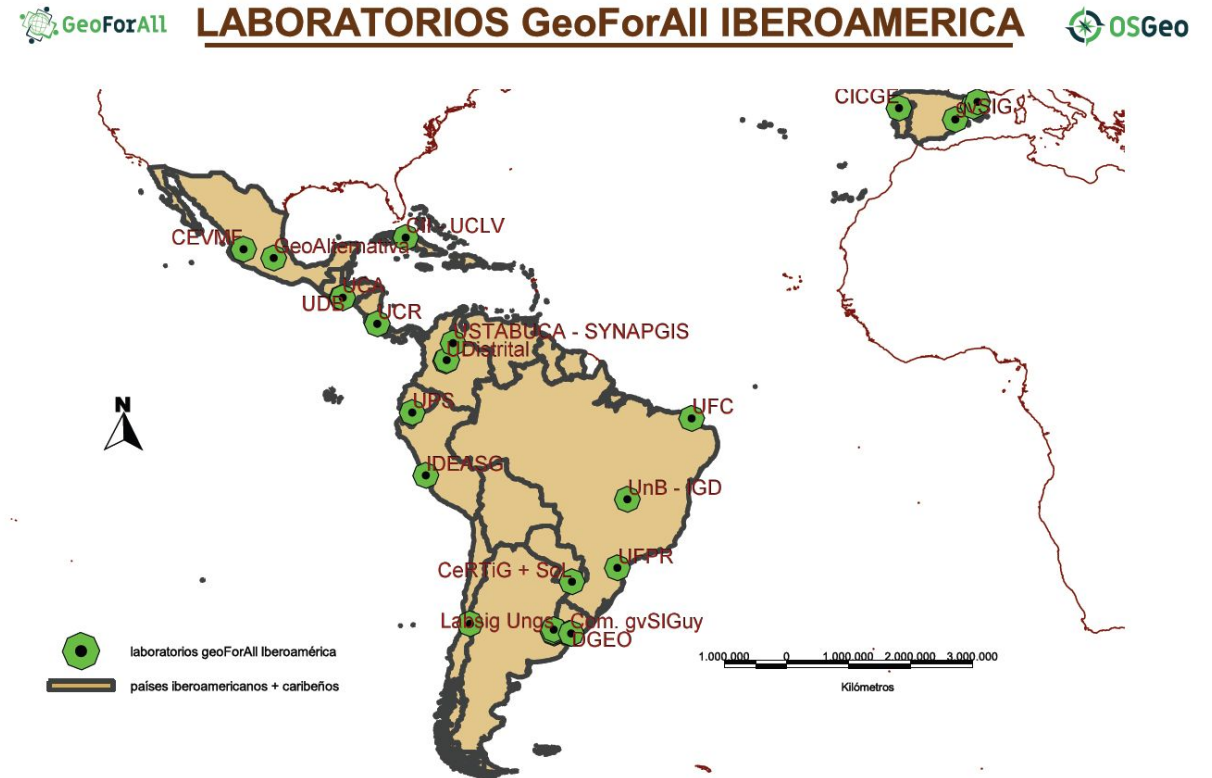 GeoForAll
LABORATORIOS GeoForAll IBEROAMERICA
OSGeo
CICGE
gvSIG
CEVMF
GeoAlternativa
CII - UCLV
UCA
UDB
UCR
USTABUCA - SYNAPGIS
UDistrital
UPS
UFC
IDEASG
UnB - IGD
UFPR
CeRTiG + SoL
Labsig Ungs
Com. gvSIGuy
DGEO
N
laboratorios geoForAll Iberoamérica
países iberoamericanos + caribeños
1.000.000 0 1.000.000 2.000.000 3.000.000
Kilómetros